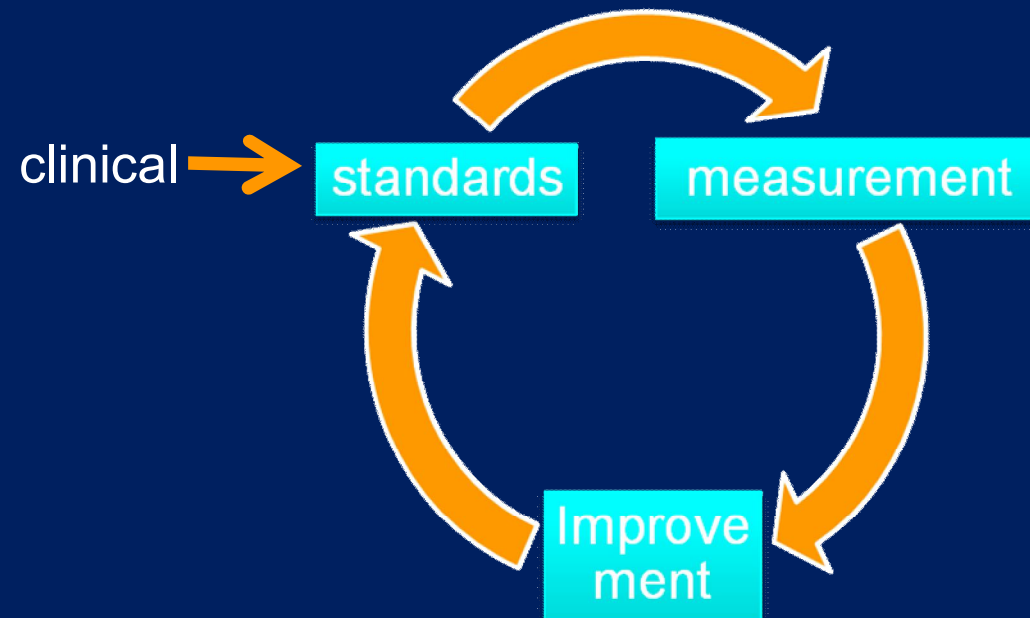 clinical
standards
measurement
Improve
ment